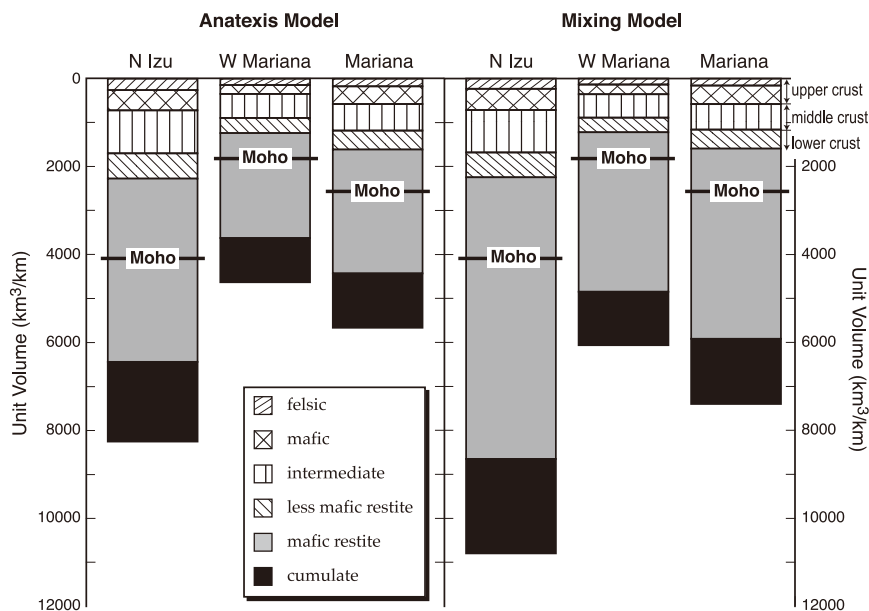 Anatexis Model
Mixing Model
N Izu
W Mariana
Mariana
N Izu
W Mariana
Mariana
0
2000
4000
6000
8000
10000
12000
Unit Volume (km³/km)
Moho
Moho
Moho
Moho
Moho
Moho
upper crust
middle crust
lower crust
2000
4000
6000
8000
10000
12000
Unit Volume (km³/km)
felsic
mafic
intermediate
less mafic restite
mafic restite
cumulate